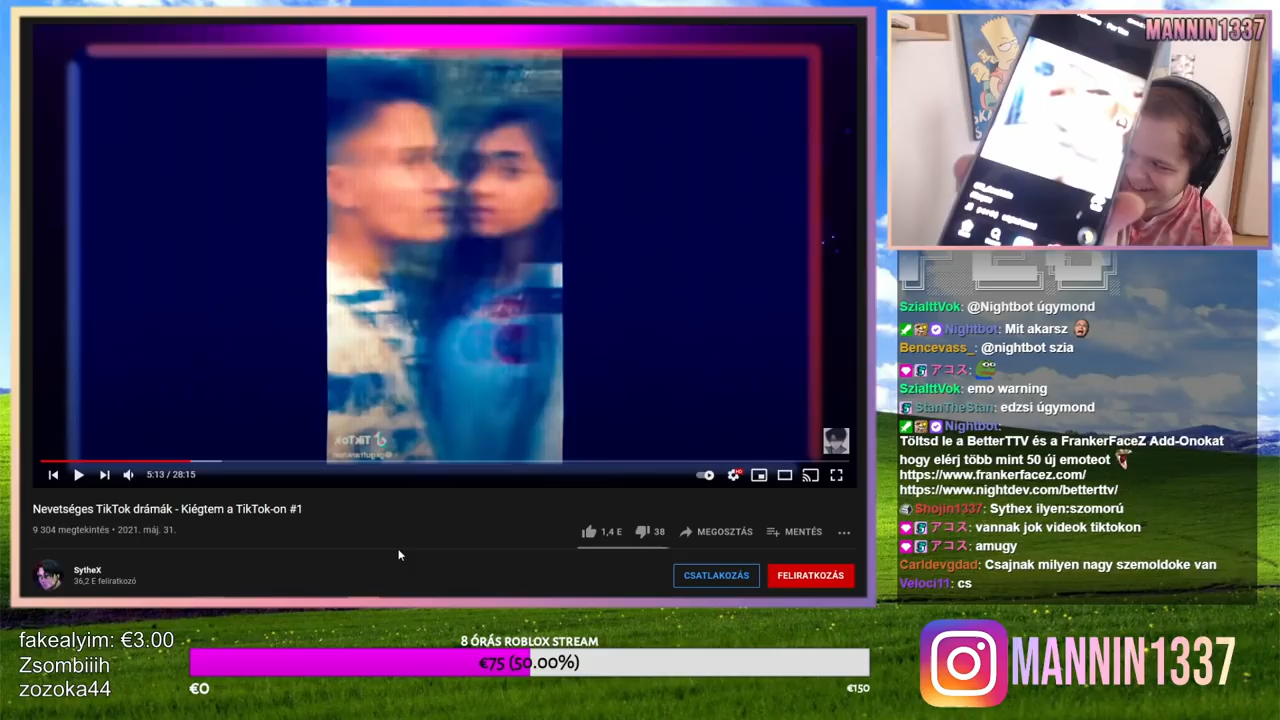 MANNIN1337
TikTok
5:13 / 28:15
HD
Nevetséges TikTok drámák - Kiégtem a TikTok-on #1
9 304 megtekintés • 2021. máj. 31.
1,4 E
38
MEGOSZTÁS
MENTÉS
SytheX
36,2 E feliratkozó
CSATLAKOZÁS
FELIRATKOZÁS
SzialttVok: @Nightbot úgymond
Nightbot: Mit akarsz
Bencevass_: @nightbot szia
アコス:
SzialttVok: emo warning
StanTheStan: edzsi úgymond
Nightbot:
Töltsd le a BetterTTV és a FrankerFaceZ Add-Onokat
hogy elérj több mint 50 új emoteot
https://www.frankerfacez.com/
https://www.nightdev.com/betterttv/
Shojin1337: Sythex ilyen:szomorú
アコス: vannak jok videok tiktokon
アコス: amugy
Carldevgdad: Csajnak milyen nagy szemoldoke van
Veloci11: cs
fakealyim: €3.00
Zsombiiih
zozoka44
8 ÓRÁS ROBLOX STREAM
€75 (50.00%)
€0
€150
MANNIN1337